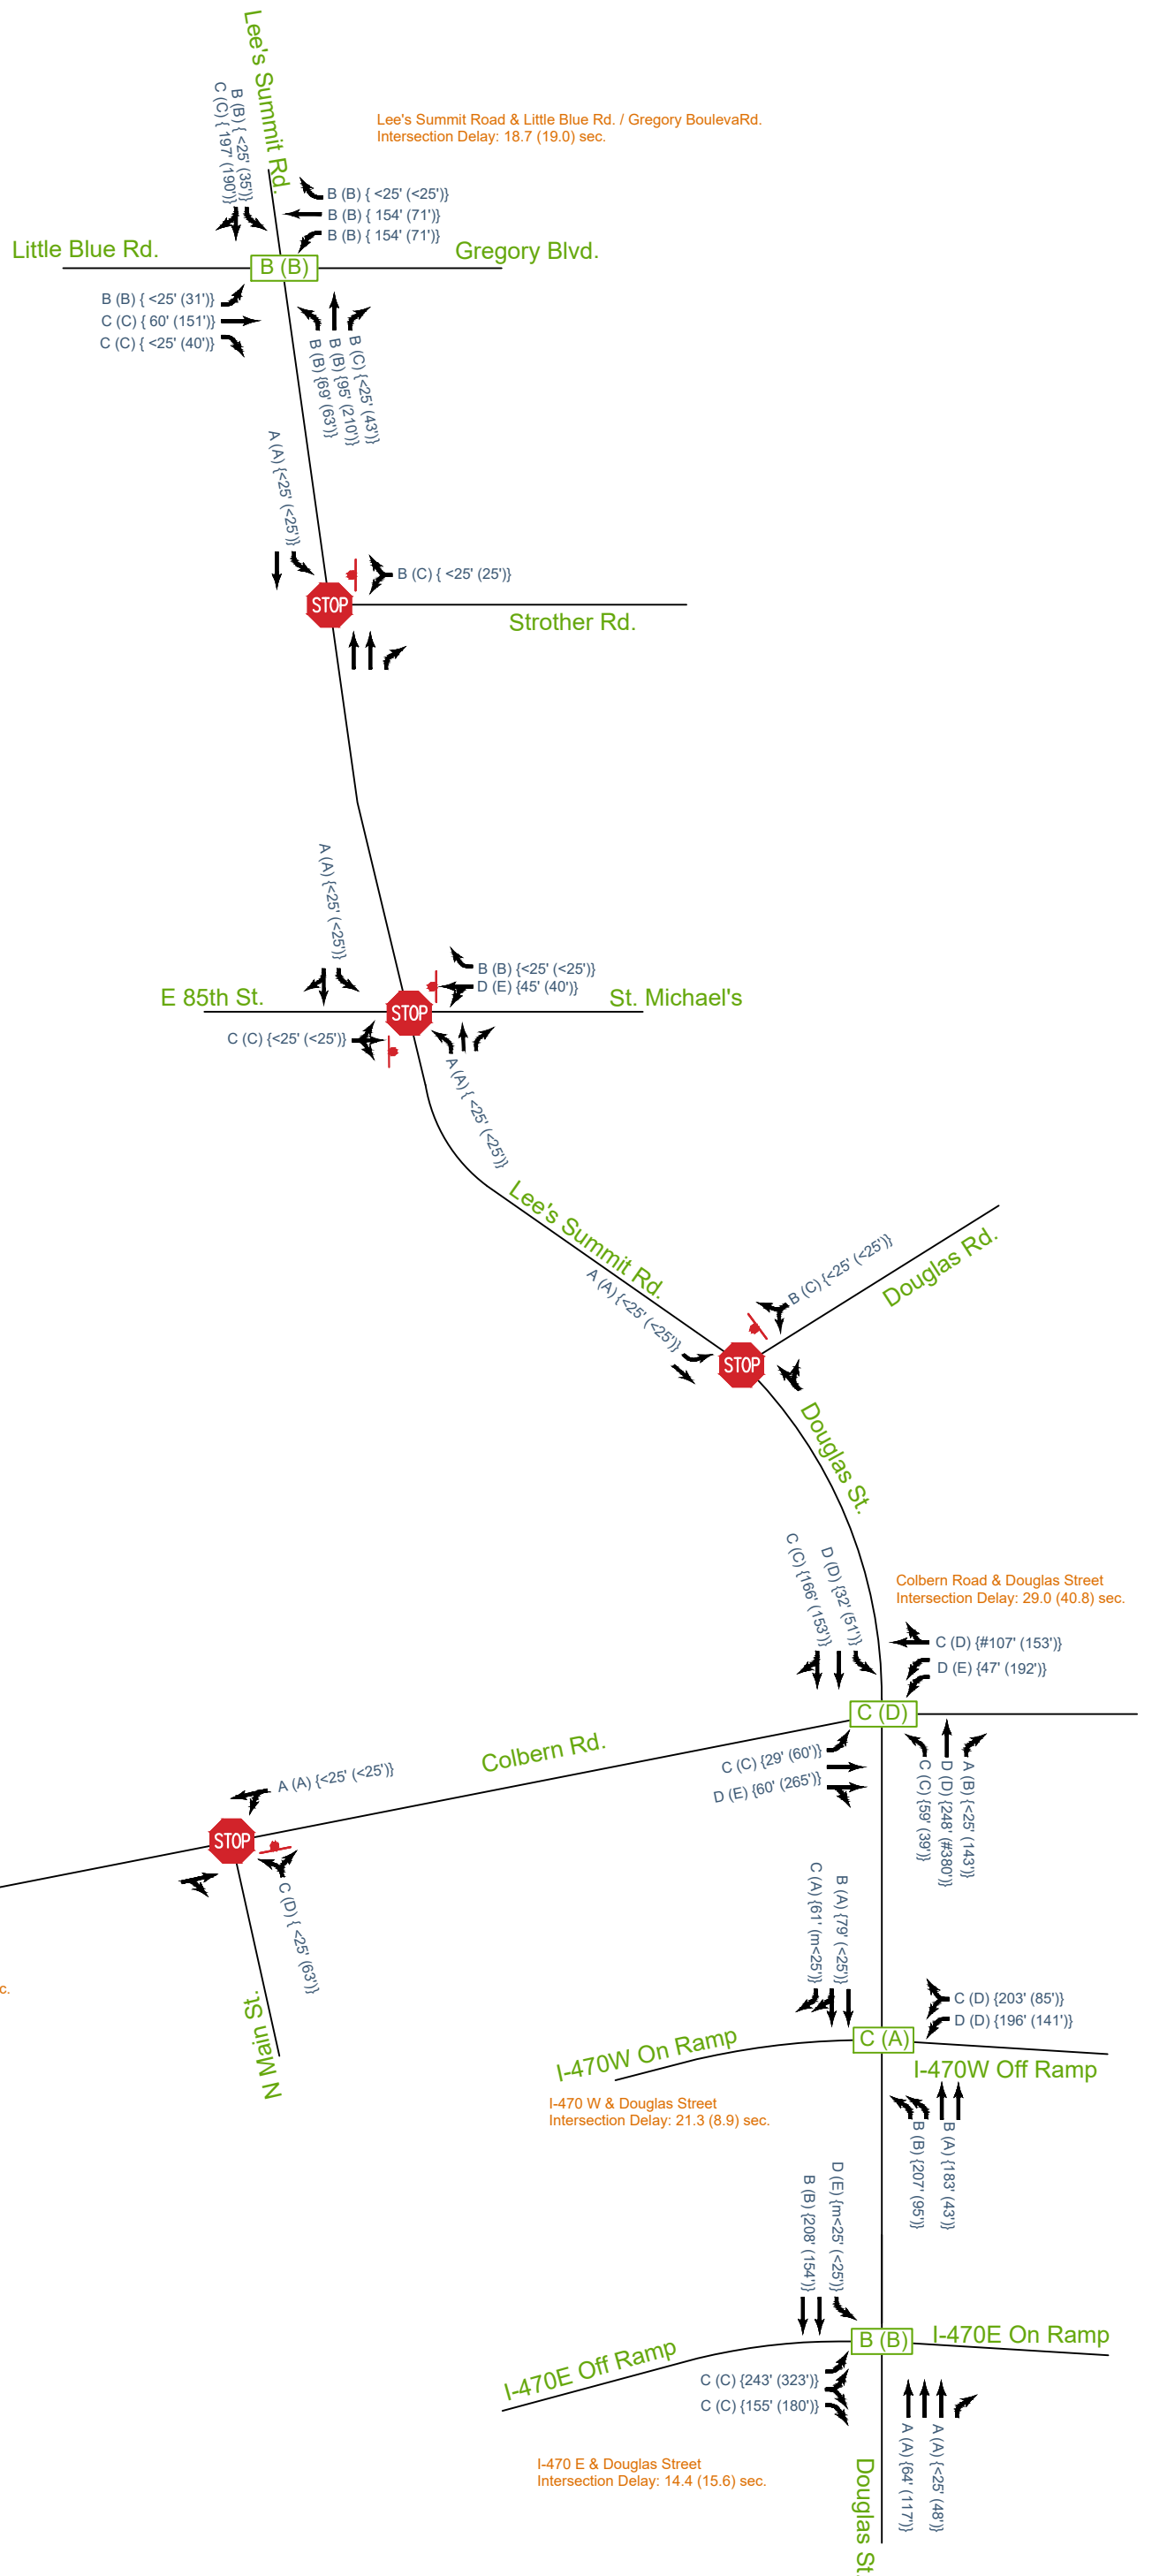 Lee's Summit Rd.
B (B) { <25' (35')}
C (C) { 197' (190')}
Lee's Summit Road & Little Blue Rd. / Gregory BoulevaRd.
Intersection Delay: 18.7 (19.0) sec.
B (B) { <25' (<25')}
B (B) { 154' (71')}
B (B) { 154' (71')}
Little Blue Rd.
Gregory Blvd.
B (B)
B (B) { <25' (31')}
C (C) { 60' (151')}
C (C) { <25' (40')}
B (B) {69' (63')}
B (B) {95' (210')}
B (C) {<25' (43')}
A (A) {<25' (<25')}
B (C) { <25' (25')}
STOP
Strother Rd.
A (A) {<25' (<25')}
B (B) {<25' (<25')}
D (E) {45' (40')}
E 85th St.
St. Michael's
STOP
C (C) {<25' (<25')}
A (A) { <25' (<25')}
Lee's Summit Rd.
A (A) {<25' (<25')}
B (C) {<25' (<25')}
Douglas Rd.
STOP
Douglas St.
C (C) {166' (153')}
D (D) {32' (51')}
Colbern Road & Douglas Street
Intersection Delay: 29.0 (40.8) sec.
C (D) {#107' (153')}
D (E) {47' (192')}
C (D)
Colbern Rd.
C (C) {29' (60')}
D (E) {60' (265')}
C (C) {59' (39')}
D (D) {248' (#380')}
A (B) {<25' (143')}
A (A) {<25' (<25')}
STOP
C (D) { <25' (63')}
N Main St.
c.
C (A) {61' (m<25')}
B (A) {79' (<25')}
C (D) {203' (85')}
D (D) {196' (141')}
I-470W On Ramp
C (A)
I-470W Off Ramp
I-470 W & Douglas Street
Intersection Delay: 21.3 (8.9) sec.
B (B) {207' (95')}
B (A) {183' (43')}
B (B) {208' (154')}
D (E) {m<25' (<25')}
I-470E Off Ramp
B (B)
I-470E On Ramp
C (C) {243' (323')}
C (C) {155' (180')}
A (A) {64' (117')}
A (A) {<25' (48')}
I-470 E & Douglas Street
Intersection Delay: 14.4 (15.6) sec.
Douglas St